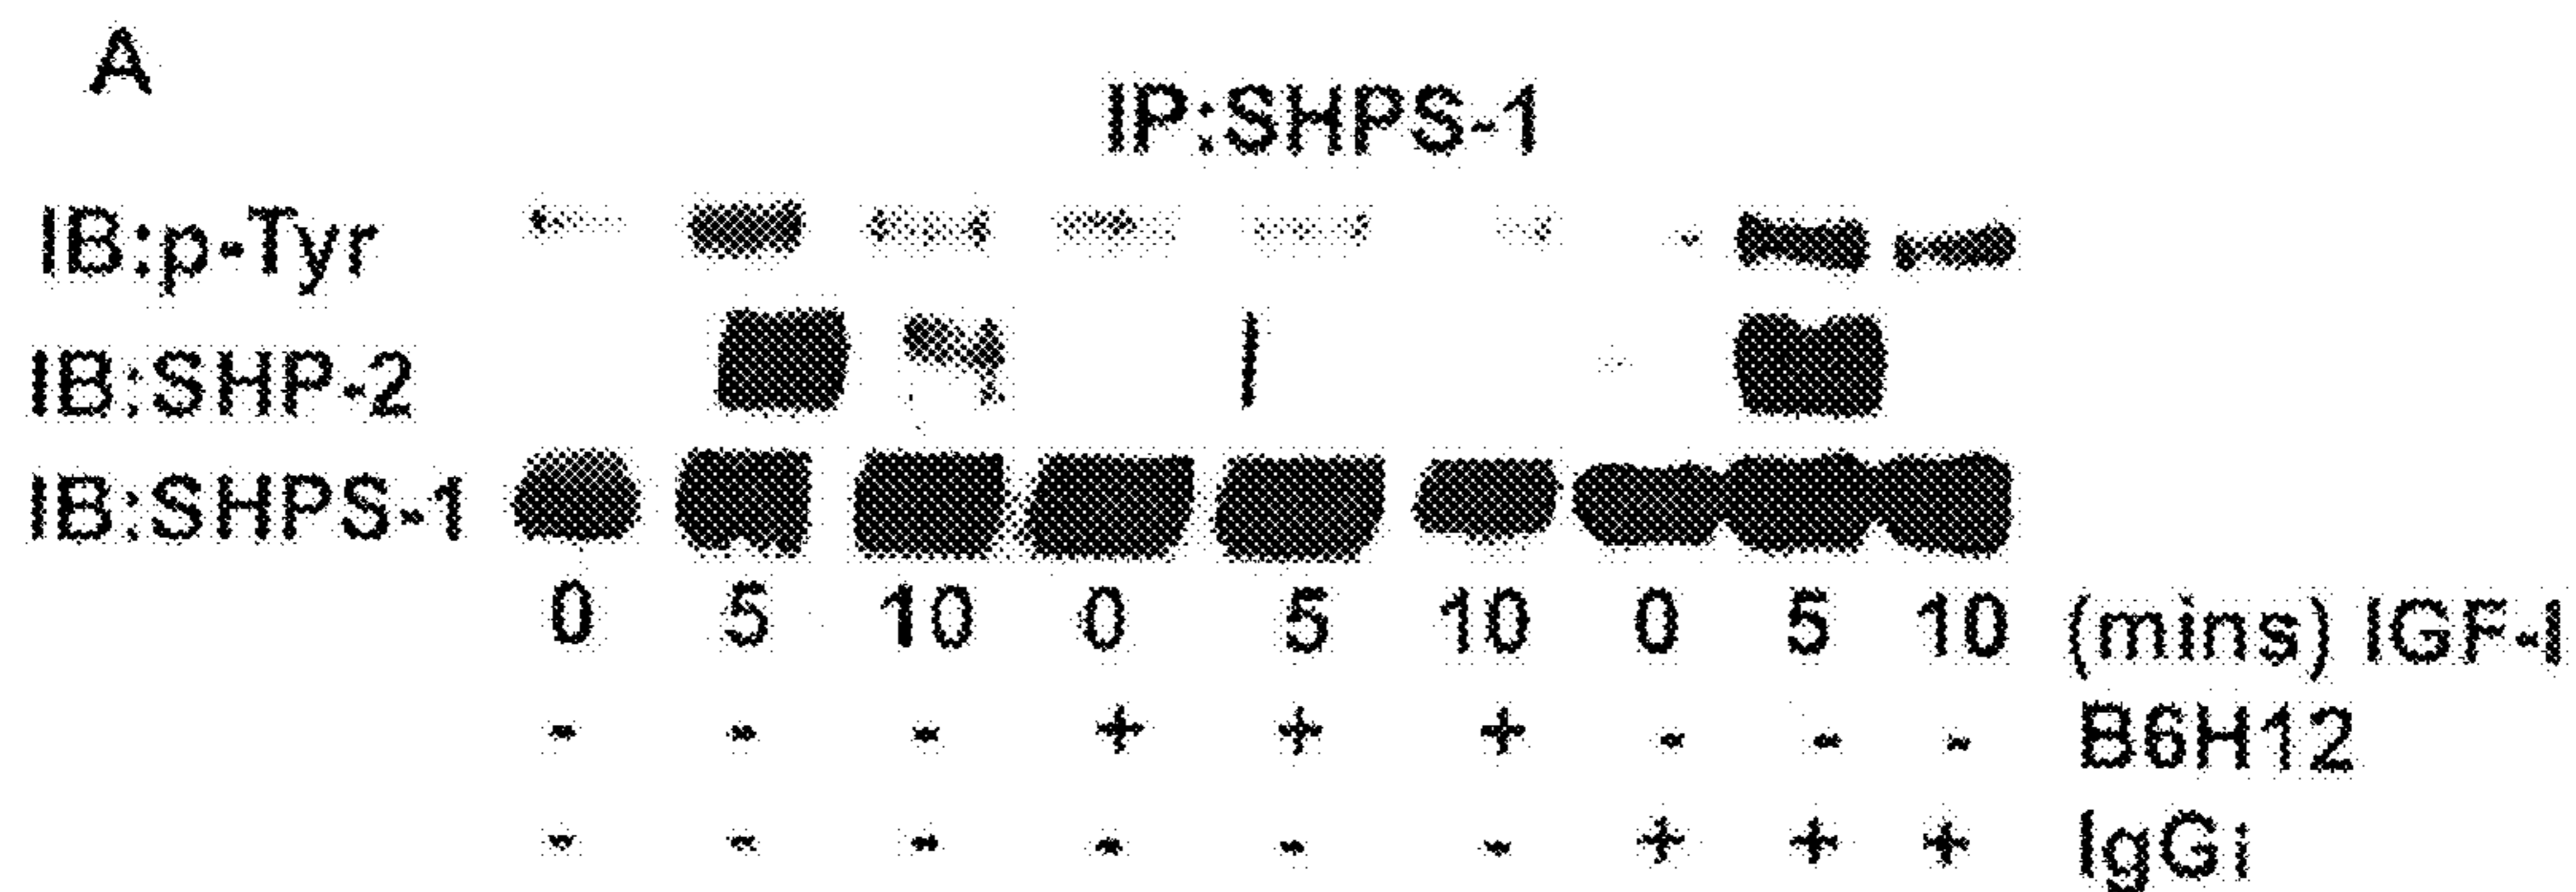 A
IP:SHPS-1
IB:p-Tyr
IB:SHP-2
IB:SHPS-1
0 5 10 0 5 10 0 5 10 (mins) IGF-I
- - - + + + - - - B6H12
- - - - - - + + + IgG1